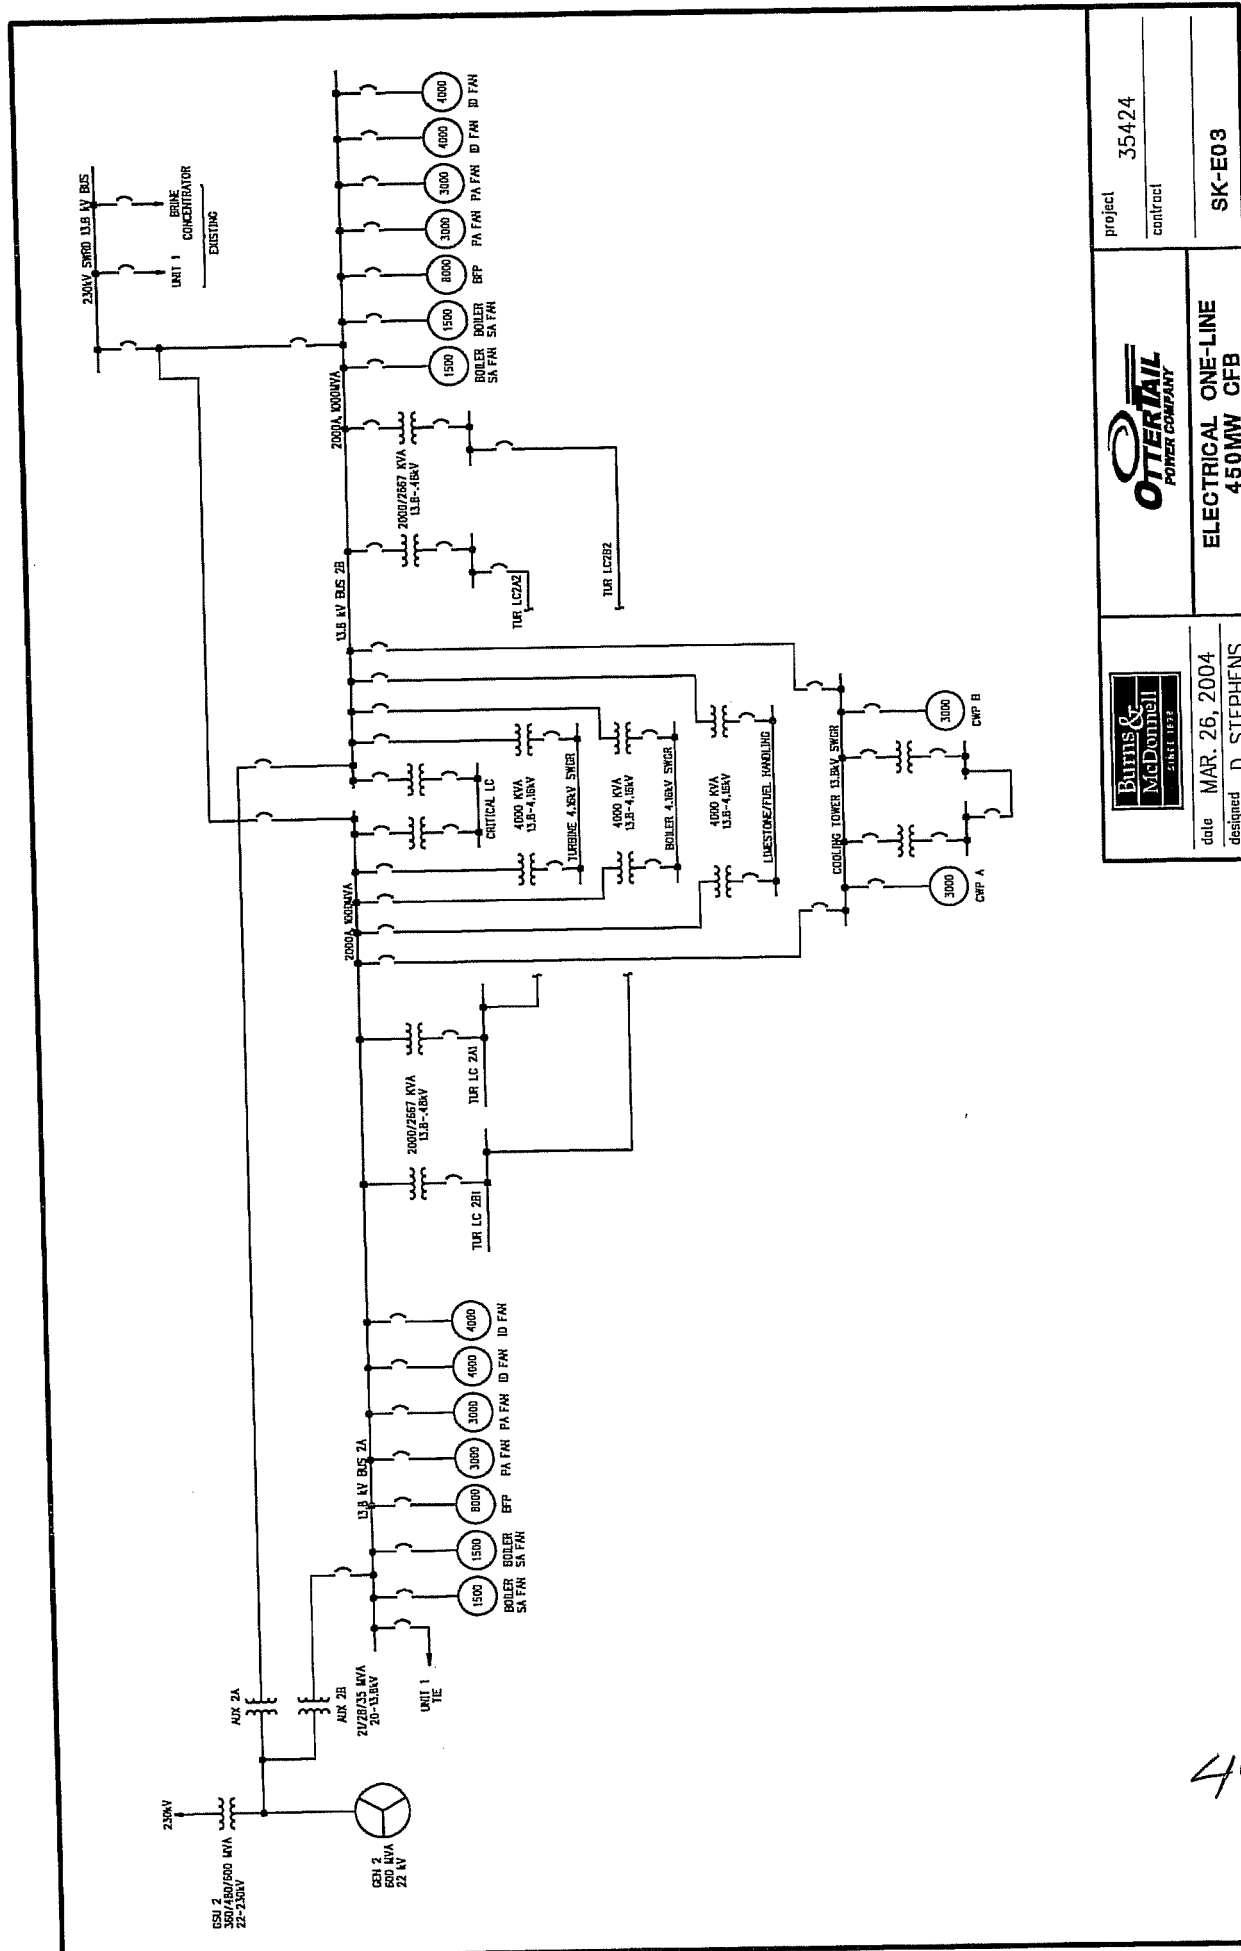 230kV
GSU 2
360/480/600 MVA
22-230kV
GEN 2
600 MVA
22 kV
AUX 2A
AUX 2B
21/28/35 MVA
20-13.8kV
UNIT 1
TIE
13.8 kV BUS 2A
1500
BOILER
SA FAN
1500
BOILER
SA FAN
8000
BFP
3000
PA FAN
3000
PA FAN
4000
ID FAN
4000
ID FAN
2000/2667 KVA
13.8-.48kV
TUR LC 2B1
TUR LC 2A1
2000A, 1000MVA
CRITICAL LC
4000 KVA
13.8-4.16kV
TURBINE 4.16kV SWGR
4000 KVA
13.8-4.16kV
BOILER 4.16kV SWGR
4000 KVA
13.8-4.16kV
LIMESTONE/FUEL HANDLING
COOLING TOWER 13.8kV SWGR
3000
CWP A
3000
CWP B
13.8 kV BUS 2B
2000/2667 KVA
13.8-.48kV
TUR LC2A2
TUR LC2B2
2000A, 1000MVA
1500
BOILER
SA FAN
1500
BOILER
SA FAN
8000
BFP
3000
PA FAN
3000
PA FAN
4000
ID FAN
4000
ID FAN
230kV SWRD 13.8 kV BUS
UNIT 1
BRINE
CONCENTRATOR
EXISTING
Burns &
McDonnell
SINCE 1898
date MAR. 26, 2004
designed D. STEPHENS
OTTER TAIL
POWER COMPANY
ELECTRICAL ONE-LINE
450MW CFB
project
35424
contract
SK-E03